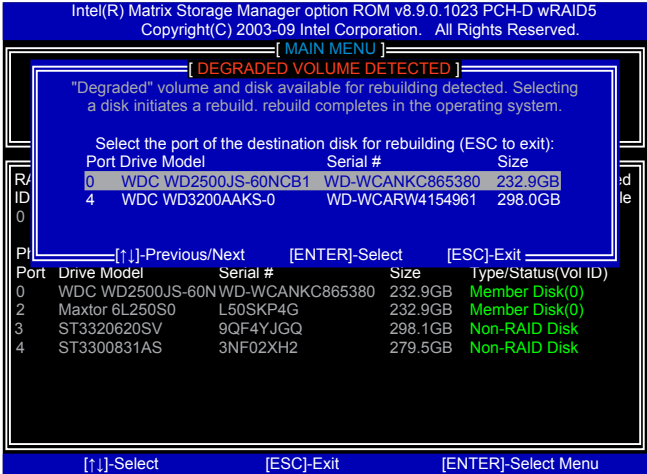 Intel(R) Matrix Storage Manager option ROM v8.9.0.1023 PCH-D wRAID5
Copyright(C) 2003-09 Intel Corporation. All Rights Reserved.
[ MAIN MENU ]
[ DEGRADED VOLUME DETECTED ]
"Degraded" volume and disk available for rebuilding detected. Selecting
a disk initiates a rebuild. rebuild completes in the operating system.
Select the port of the destination disk for rebuilding (ESC to exit):
Port Drive Model Serial # Size
0 WDC WD2500JS-60NCB1 WD-WCANKC865380 232.9GB
4 WDC WD3200AAKS-0 WD-WCARW4154961 298.0GB
ID
0
[↑↓]-Previous/Next [ENTER]-Select [ESC]-Exit
Port Drive Model Serial # Size Type/Status(Vol ID)
0 WDC WD2500JS-60N WD-WCANKC865380 232.9GB Member Disk(0)
2 Maxtor 6L250S0 L50SKP4G 232.9GB Member Disk(0)
3 ST3320620SV 9QF4YJGQ 298.1GB Non-RAID Disk
4 ST3300831AS 3NF02XH2 279.5GB Non-RAID Disk
[↑↓]-Select [ESC]-Exit [ENTER]-Select Menu